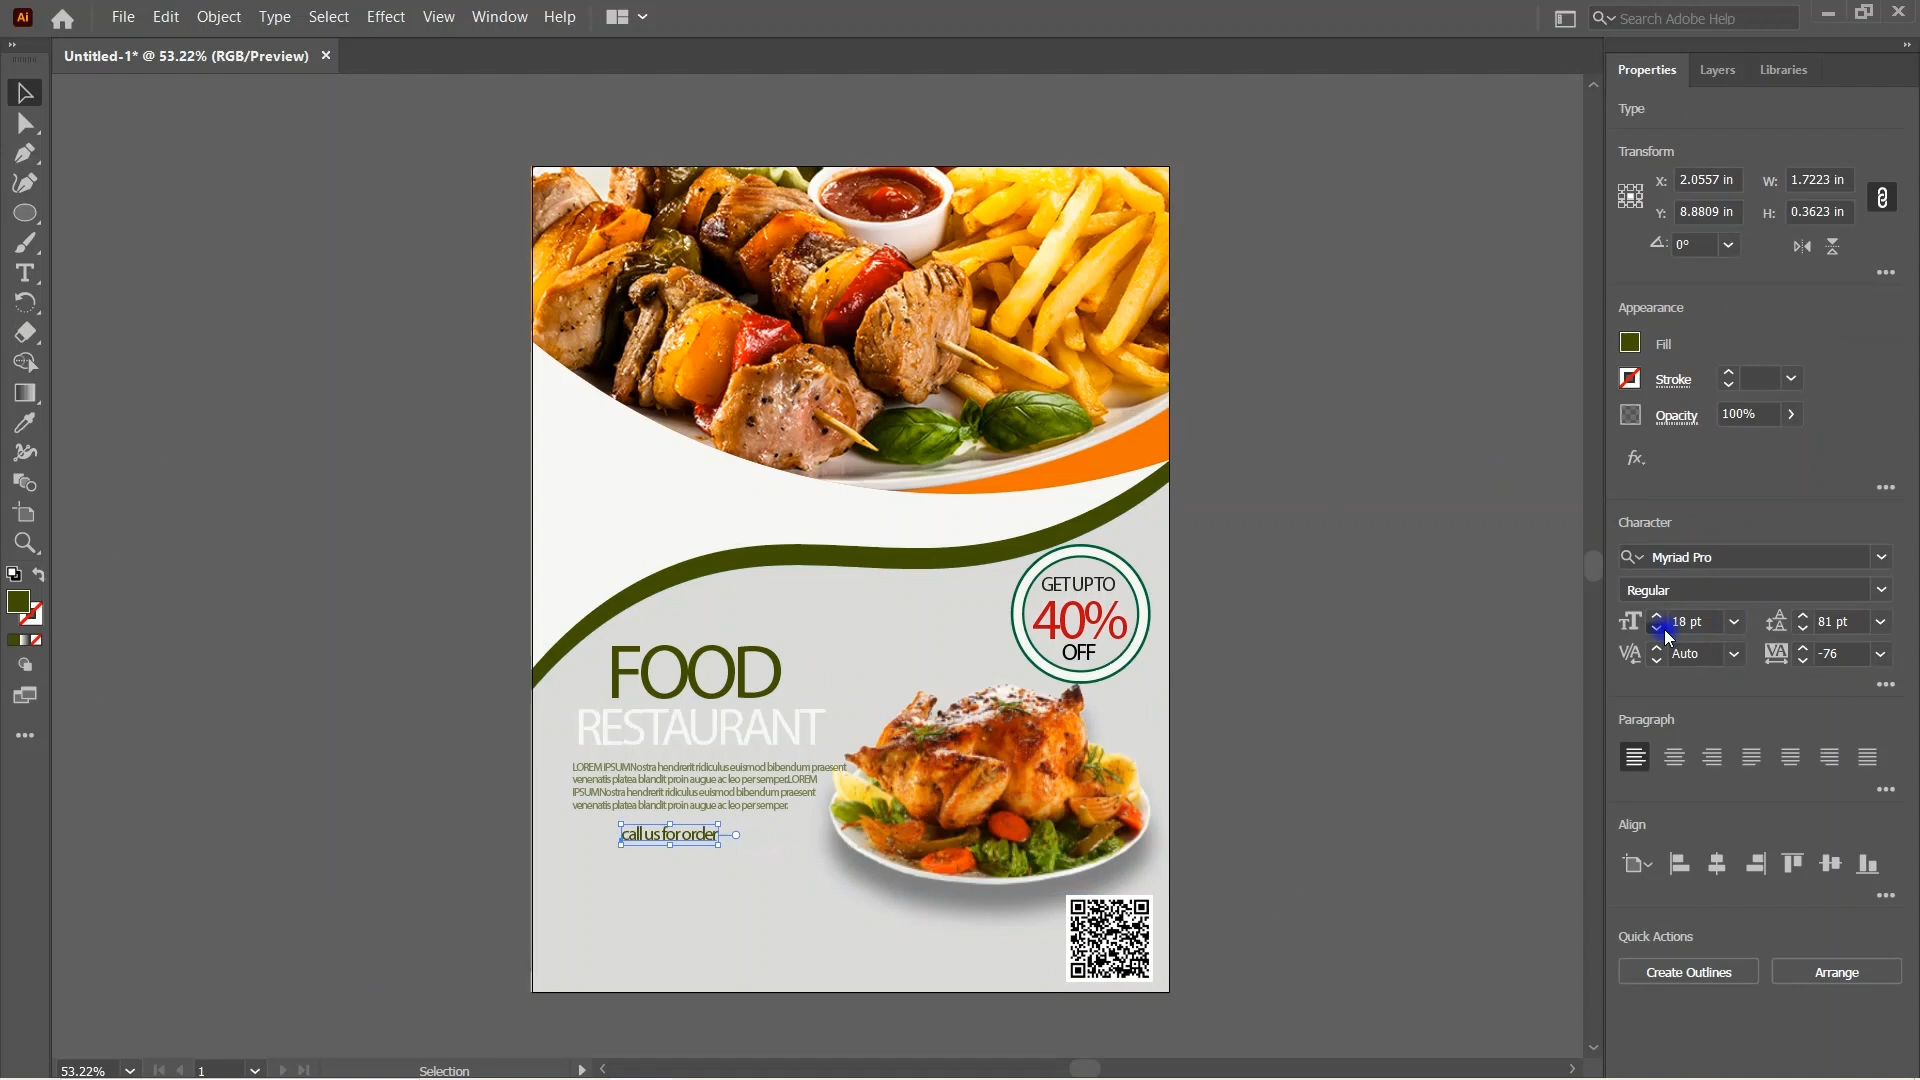 Ai File Edit Object Type Select Effect View Window Help Search Adobe Help
Untitled-1* @ 53.22% (RGB/Preview)
Properties Layers Libraries
Type
Transform
X: 2.0557 in W: 1.7223 in
Y: 8.8809 in H: 0.3623 in
0°
Appearance
Fill
Stroke
Opacity 100%
fx.
Character
Myriad Pro
Regular
18 pt 81 pt
Auto -76
Paragraph
Align
Quick Actions
Create Outlines Arrange
GET UP TO
40%
OFF
FOOD
RESTAURANT
LOREM IPSUMNostra hendrerit ridiculus euismod bibendum praesent
venenatis platea blandit proin augue ac leo per semper.LOREM
IPSUMNostra hendrerit ridiculus euismod bibendum praesent
venenatis platea blandit proin augue ac leo per semper.
call us for order
53.22% 1 Selection